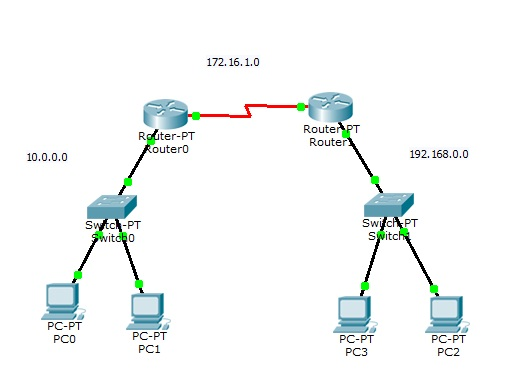 172.16.1.0
Router-PT
Router0
Router-PT
Router1
10.0.0.0
192.168.0.0
Switch-PT
Switch0
Switch-PT
Switch1
PC-PT
PC0
PC-PT
PC1
PC-PT
PC3
PC-PT
PC2